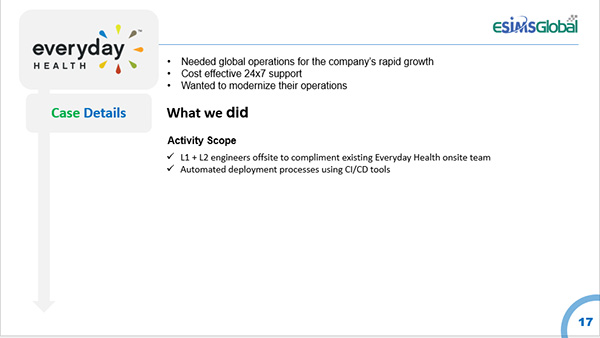 everyday
HEALTH
ESIMSGlobal
• Needed global operations for the company's rapid growth
• Cost effective 24x7 support
• Wanted to modernize their operations
Case Details
What we did
Activity Scope
✓ L1 + L2 engineers offsite to compliment existing Everyday Health onsite team
✓ Automated deployment processes using CI/CD tools
17